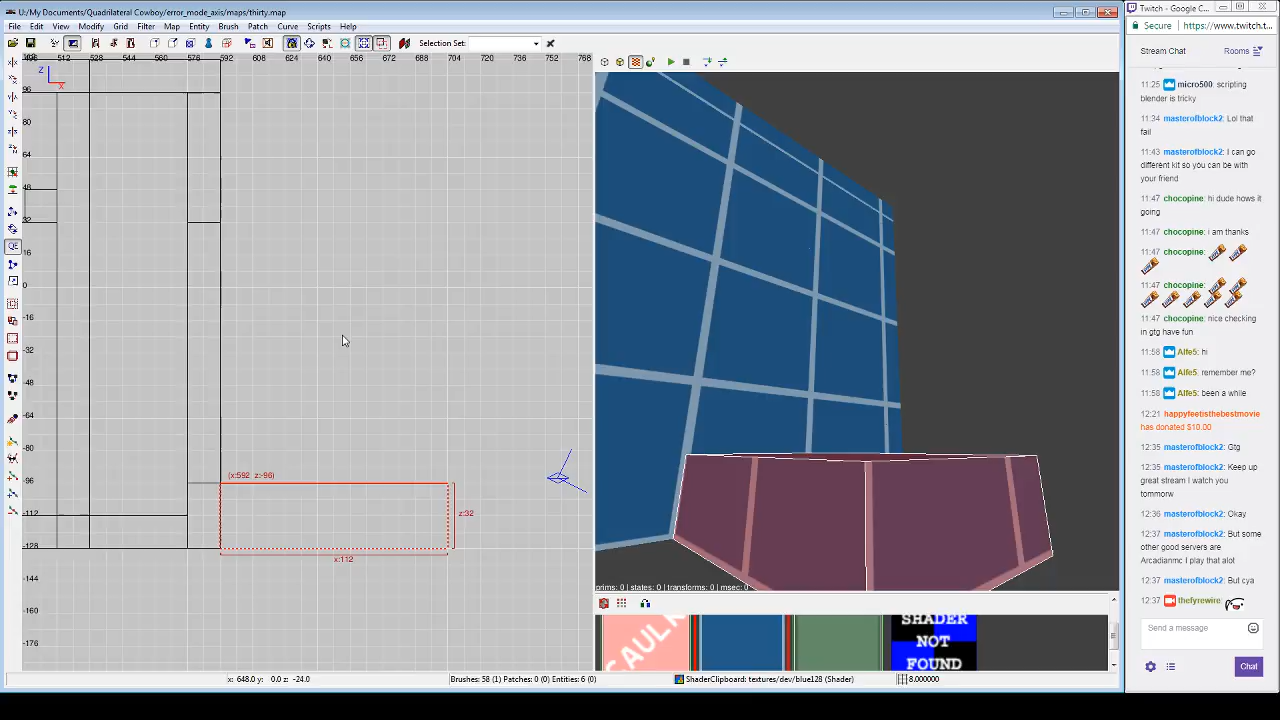 U:/My Documents/Quadrilateral Cowboy/error_mode_axis/maps/thirty.map
File Edit View Modify Grab Filter Map Entity Brush Patch Curve Scripts Help
Selection Set:
512 528 544 560 576 592 608 624 640 656 672 688 704 720 736 752 768
Z
X
96
80
64
48
32
16
0
-16
-32
-48
-64
-80
-96
-112
-128
-144
-160
-176
(x:592 z:-96)
z:32
x:112
prims: 0 | states: 0 | transforms: 0 | msec: 0
CAULK
SHADER
NOT
FOUND
x: 648.0 y: 0.0 z: -24.0
Brushes: 58 (1) Patches: 0 (0) Entities: 6 (0)
ShaderClipboard: textures/dev/blue128 (Shader)
8.000000
Twitch - Google C...
Secure
https://www.twitch.t...
Stream Chat
Rooms
11:25 micro500: scripting
blender is tricky
11:34 masterofblock2: Lol that
fail
11:43 masterofblock2: I can go
different kit so you can be with
your friend
11:47 chocopine: hi dude hows it
going
11:47 chocopine: i am thanks
11:47 chocopine:
11:47 chocopine:
11:47 chocopine: nice checking
in gtg have fun
11:58 Alfe5: hi
11:58 Alfe5: remember me?
11:58 Alfe5: been a while
12:21 happyfeetisthebestmovie
has donated $10.00
12:35 masterofblock2: Gtg
12:35 masterofblock2: Keep up
great stream I watch you
tommorw
12:36 masterofblock2: Okay
12:37 masterofblock2: But some
other good servers are
Arcadianmc I play that alot
12:37 masterofblock2: But cya
12:37 thefyrewire:
Send a message
Chat